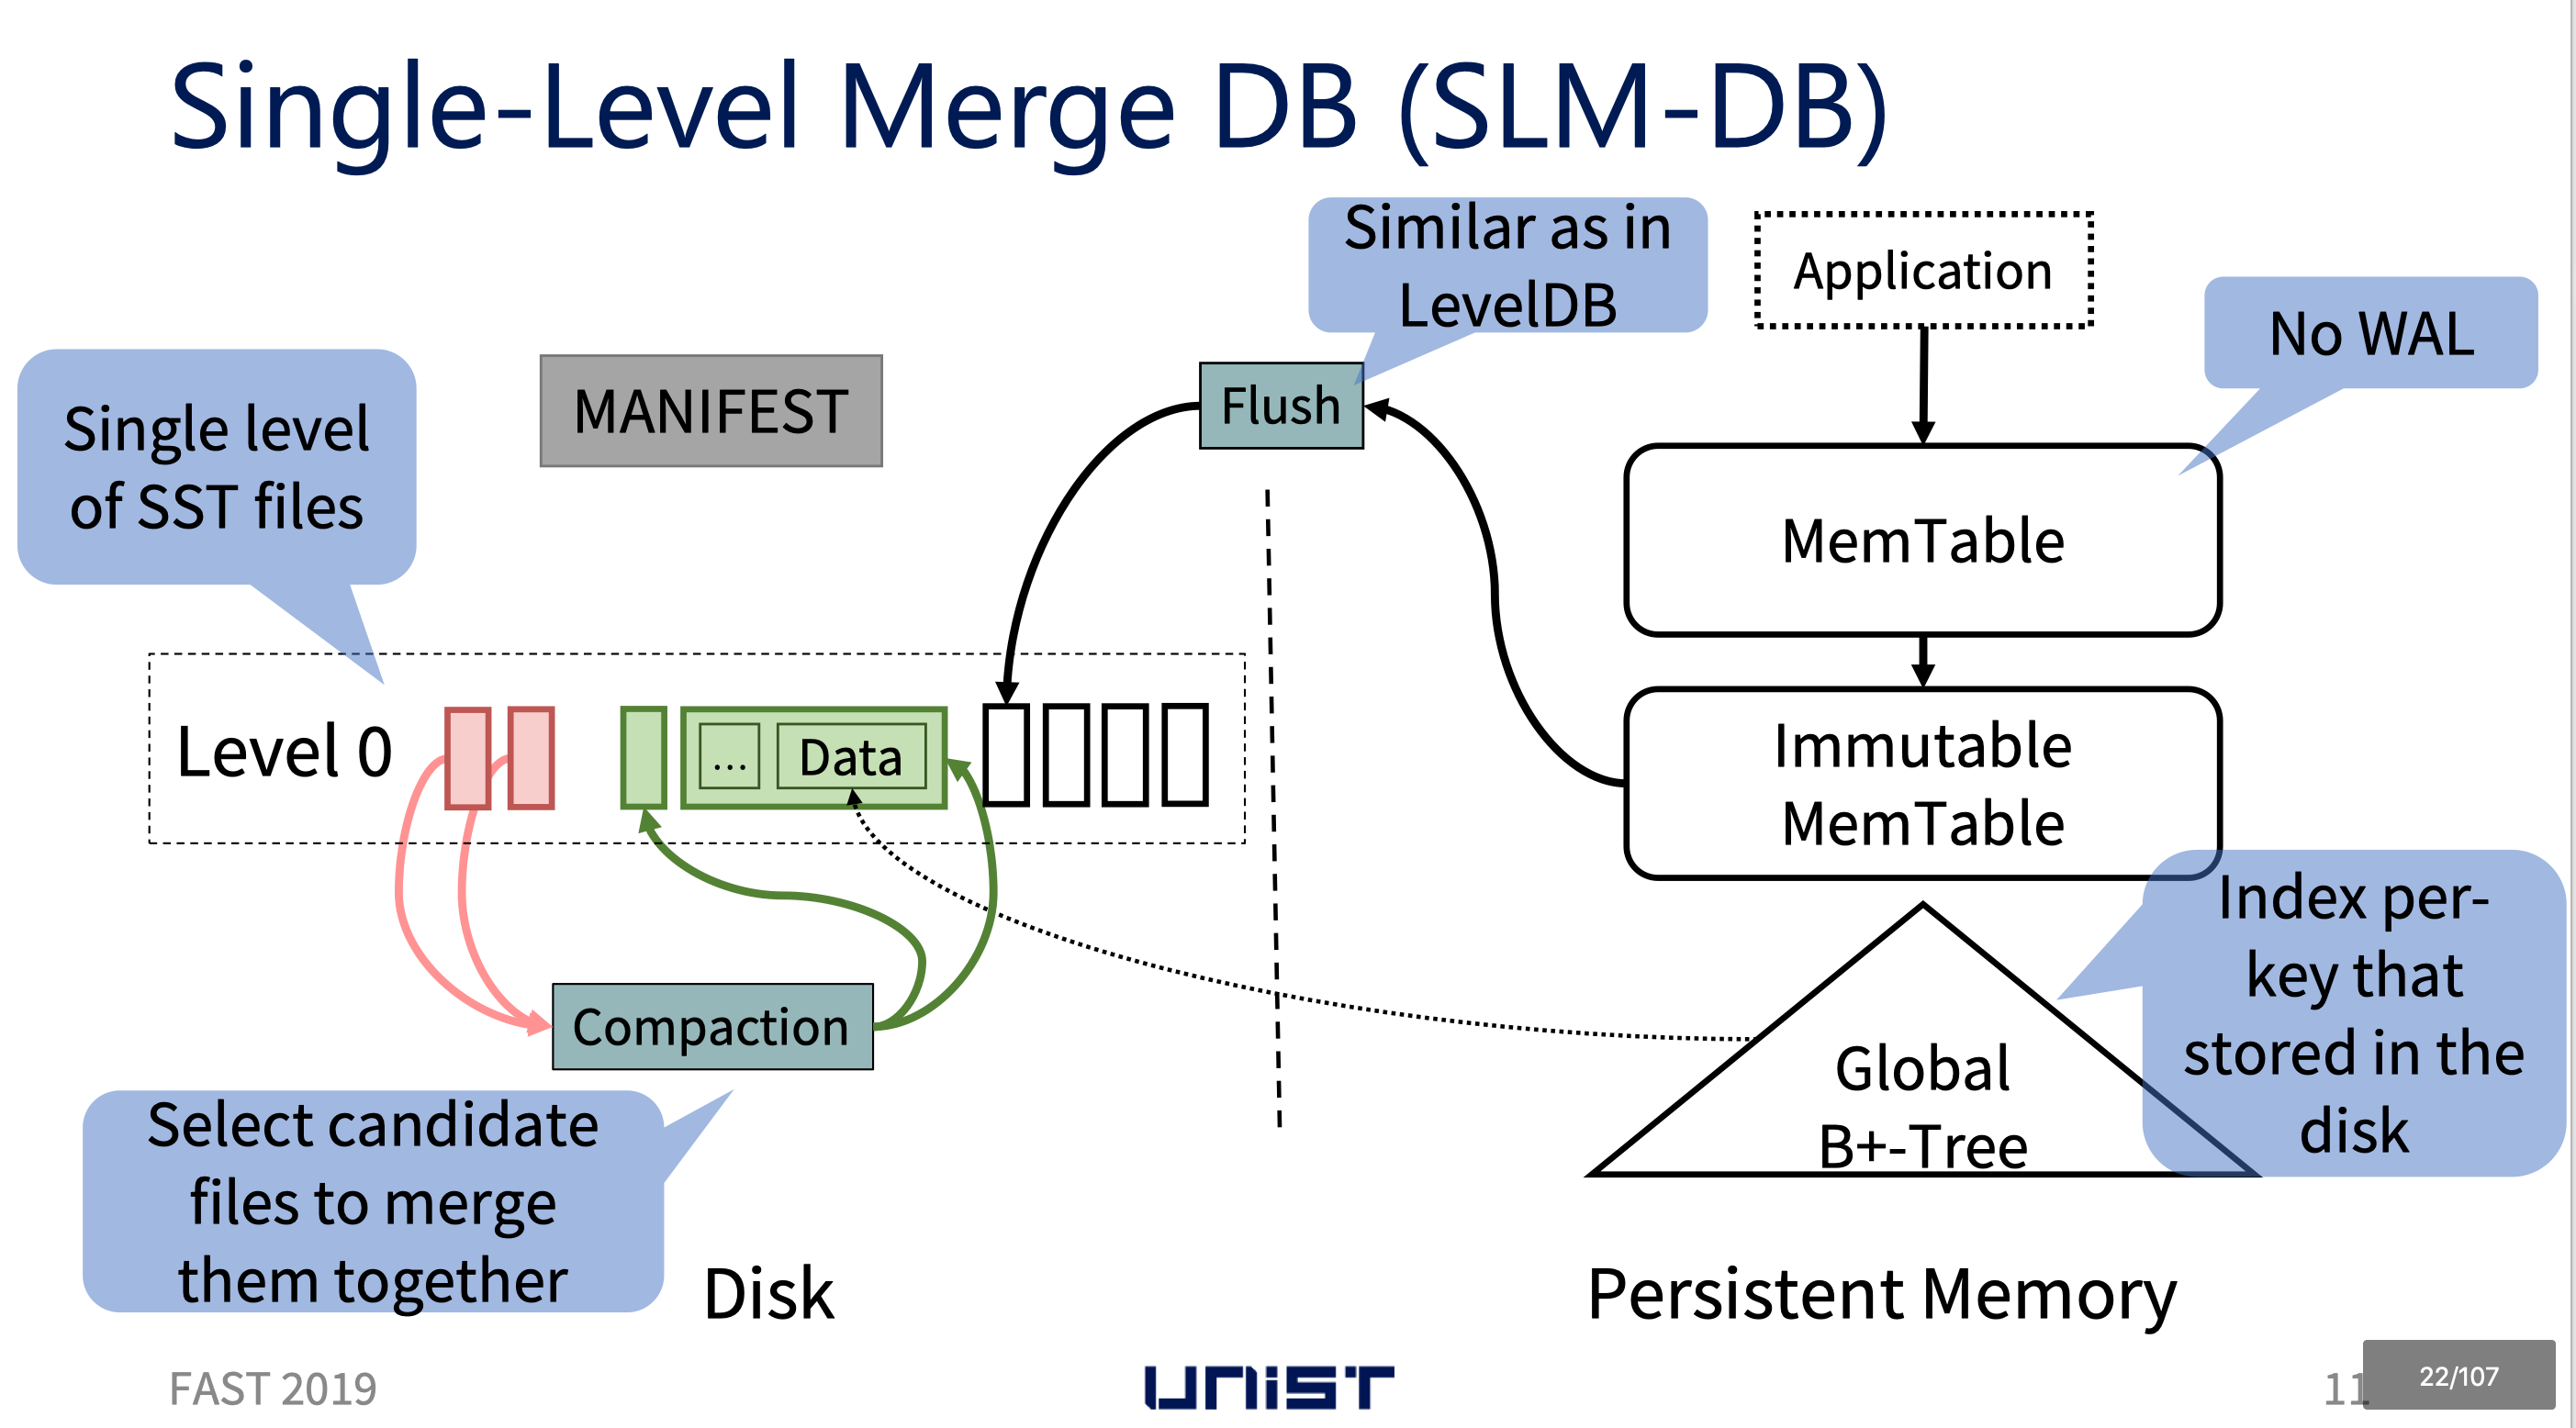 Single-Level Merge DB (SLM-DB)
Similar as in
LevelDB
Application
No WAL
Single level
of SST files
MANIFEST
Flush
MemTable
Level 0
...
Data
Immutable
MemTable
Index per-
key that
stored in the
disk
Compaction
Global
B+-Tree
Select candidate
files to merge
them together
Disk
Persistent Memory
FAST 2019
UNIST
11
22/107